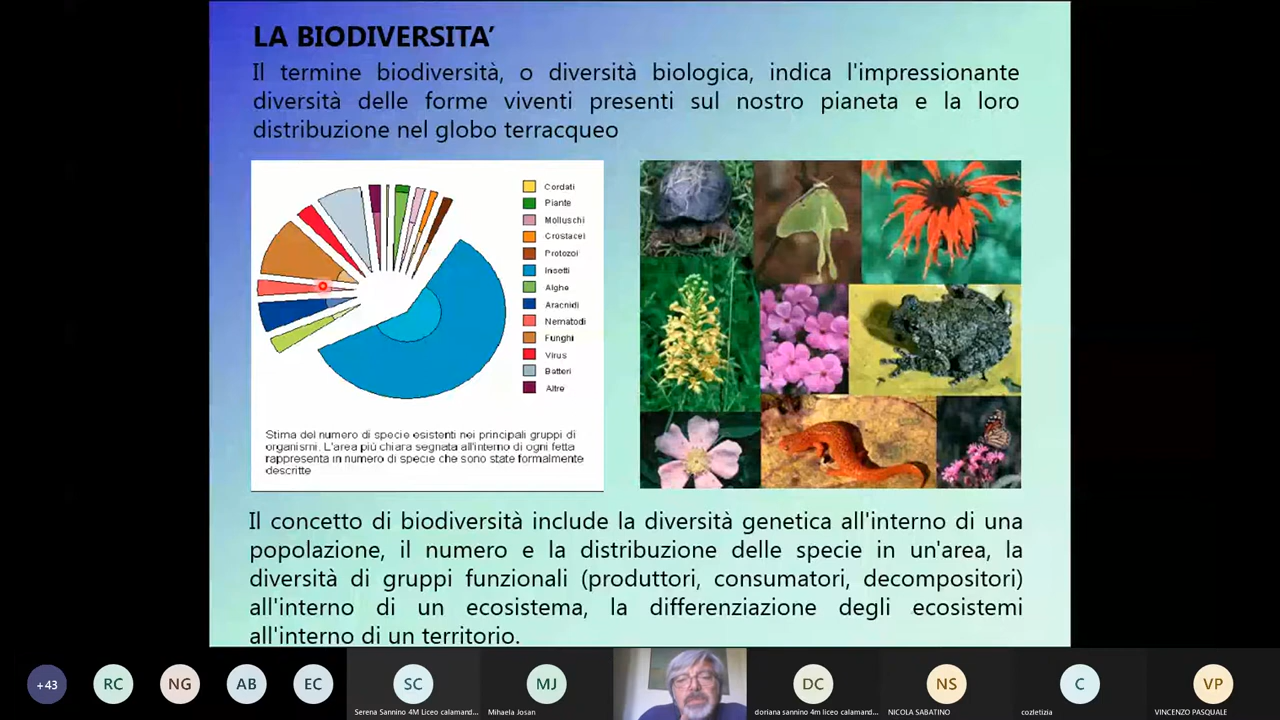 LA BIODIVERSITA'
Il termine biodiversità, o diversità biologica, indica l'impressionante
diversità delle forme viventi presenti sul nostro pianeta e la loro
distribuzione nel globo terracqueo
Cordati
Piante
Molluschi
Crostacei
Protozoi
Insetti
Alghe
Aracnidi
Nematodi
Funghi
Virus
Batteri
Altre
Stima del numero di specie esistenti nei principali gruppi di
organismi. L'area più chiara segnata all'interno di ogni fetta
rappresenta in numero di specie che sono state formalmente
descritte
Il concetto di biodiversità include la diversità genetica all'interno di una
popolazione, il numero e la distribuzione delle specie in un'area, la
diversità di gruppi funzionali (produttori, consumatori, decompositori)
all'interno di un ecosistema, la differenziazione degli ecosistemi
all'interno di un territorio.
+43
RC
NG
AB
EC
SC
MJ
DC
NS
C
VP
Serena Sannino 4M Liceo calamand...
Mihaela Josan
doriana sannino 4m liceo calamand...
NICOLA SABATINO
cozletizia
VINCENZO PASQUALE